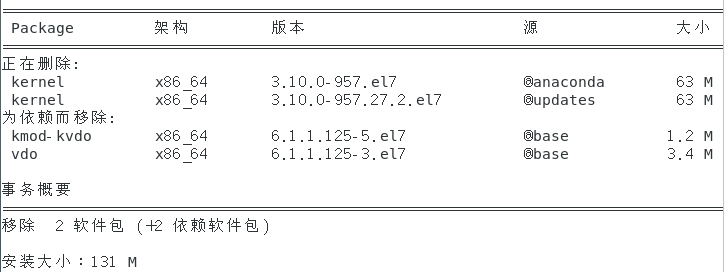 Package 架构 版本 源 大小
正在删除:
kernel x86_64 3.10.0-957.el7 @anaconda 63 M
kernel x86_64 3.10.0-957.27.2.el7 @updates 63 M
为依赖而移除:
kmod-kvdo x86_64 6.1.1.125-5.el7 @base 1.2 M
vdo x86_64 6.1.1.125-3.el7 @base 3.4 M
事务概要
移除 2 软件包 (+2 依赖软件包)
安装大小：131 M